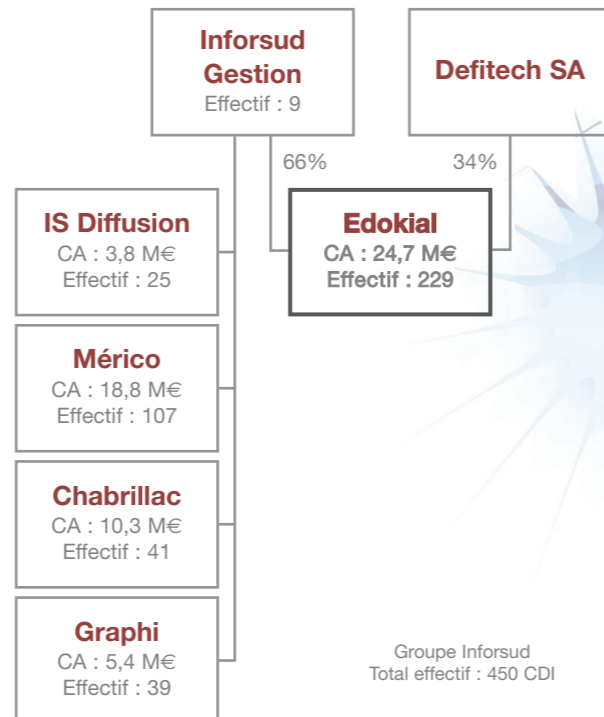 Inforsud
Gestion
Effectif : 9
Defitech SA
66%
34%
IS Diffusion
CA : 3,8 M€
Effectif : 25
Edokial
CA : 24,7 M€
Effectif : 229
Mérico
CA : 18,8 M€
Effectif : 107
Chabrillac
CA : 10,3 M€
Effectif : 41
Graphi
CA : 5,4 M€
Effectif : 39
Groupe Inforsud
Total effectif : 450 CDI